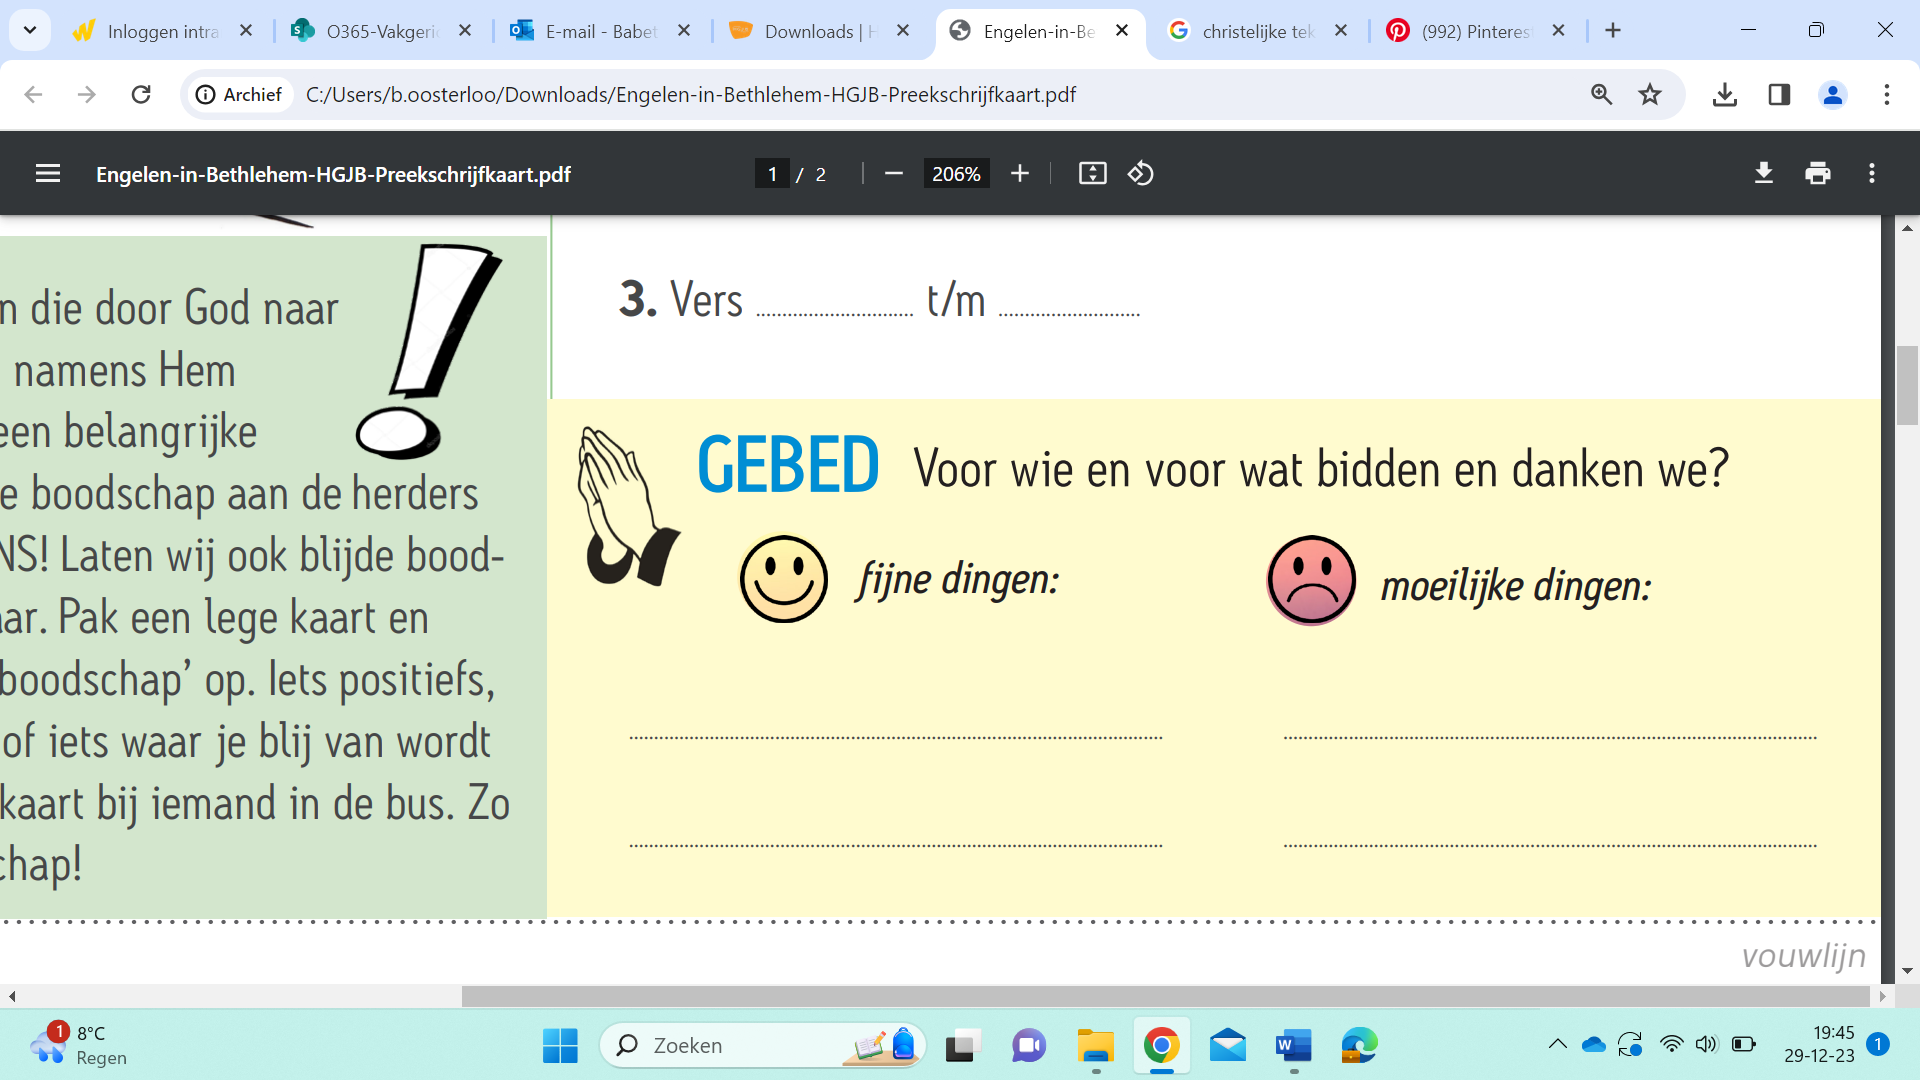 Inloggen intra
O365-Vakgeri
E-mail - Babet
Downloads | H
Engelen-in-Be
christelijke tek
(992) Pinterest
Archief
C:/Users/b.oosterloo/Downloads/Engelen-in-Bethlehem-HGJB-Preekschrijfkaart.pdf
Engelen-in-Bethlehem-HGJB-Preekschrijfkaart.pdf
1 / 2
206%
n die door God naar
namens Hem
een belangrijke
e boodschap aan de herders
NS! Laten wij ook blijde bood-
aar. Pak een lege kaart en
boodschap’ op. Iets positiefs,
of iets waar je blij van wordt
kaart bij iemand in de bus. Zo
chap!
3. Vers .............................. t/m ...........................
GEBED Voor wie en voor wat bidden en danken we?
fijne dingen:
moeilijke dingen:
vouwlijn
1
8°C
Regen
Zoeken
19:45
29-12-23
1